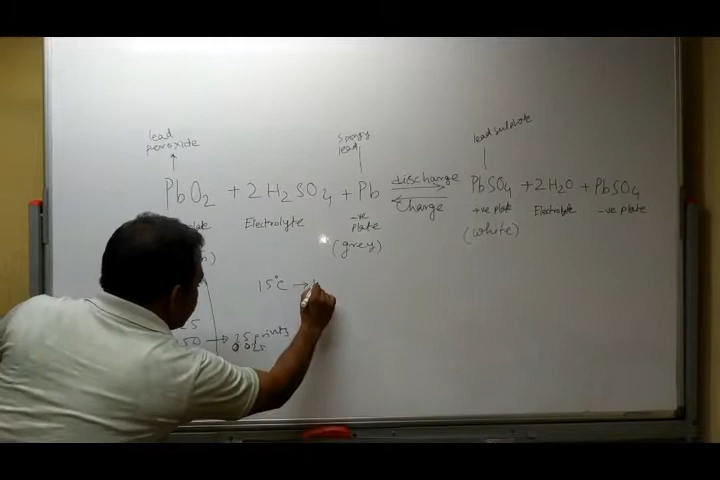 lead peroxide
Spongy lead
lead sulphate
PbO2 + 2H2SO4 + Pb discharge PbSO4 + 2H2O + PbSO4
Charge
Electrolyte -ve plate +ve plate Electrolyte -ve plate
(grey) (white)
15°C →
25
50 → 25 points